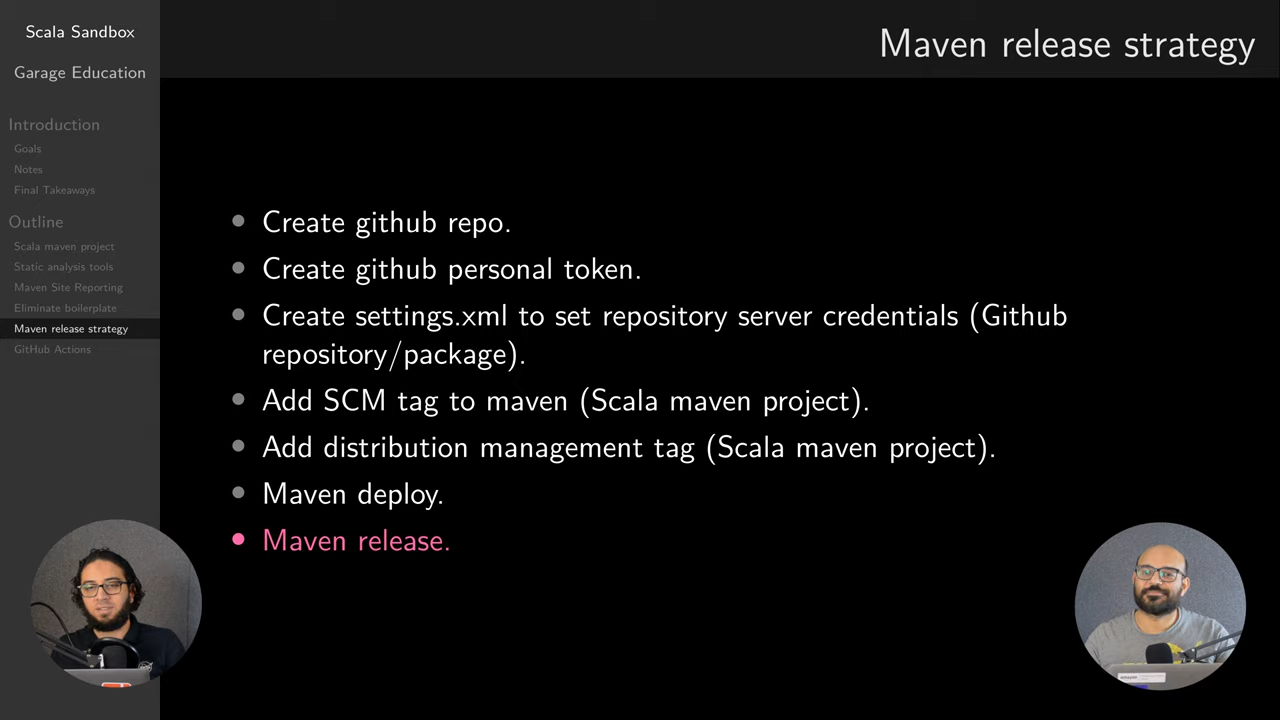 Scala Sandbox
Garage Education
Introduction
Goals
Notes
Final Takeaways
Outline
Scala maven project
Static analysis tools
Maven Site Reporting
Eliminate boilerplate
Maven release strategy
GitHub Actions
Maven release strategy
Create github repo.
Create github personal token.
Create settings.xml to set repository server credentials (Github
repository/package).
Add SCM tag to maven (Scala maven project).
Add distribution management tag (Scala maven project).
Maven deploy.
Maven release.